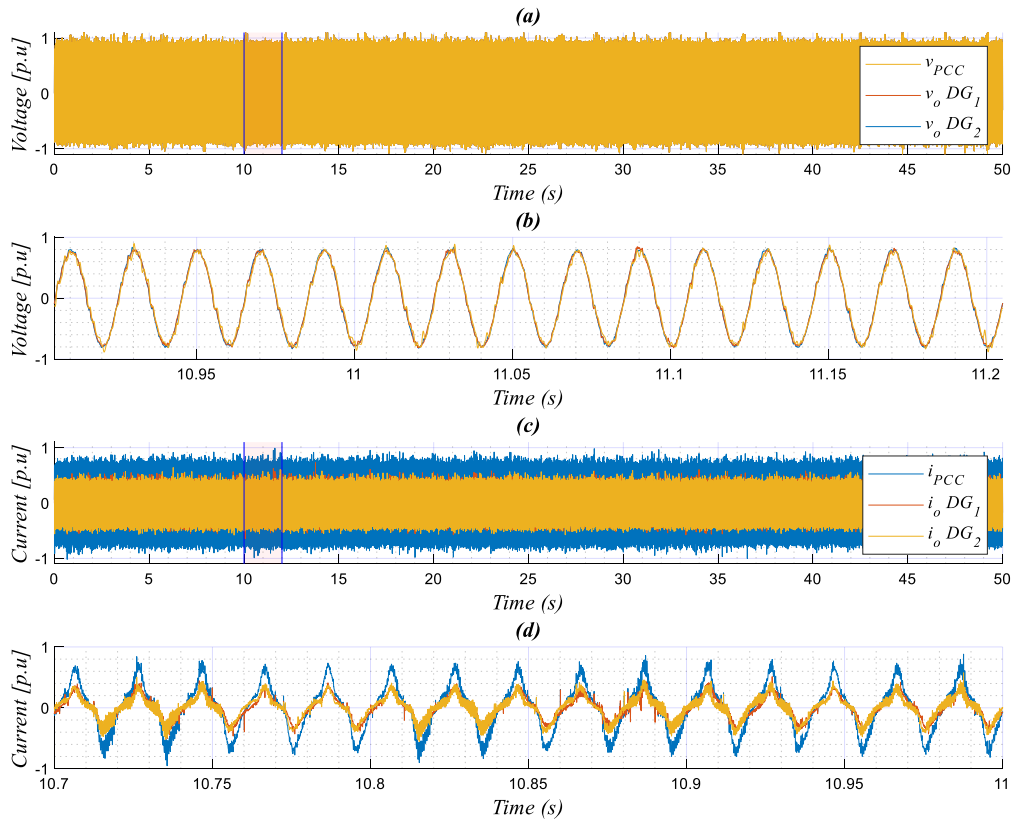 (a)
Voltage [p.u]
1
0
-1
v_PCC
v_o DG_1
v_o DG_2
0 5 10 15 20 25 30 35 40 45 50
Time (s)
(b)
Voltage [p.u]
1
0
-1
10.95 11 11.05 11.1 11.15 11.2
Time (s)
(c)
Current [p.u]
1
0
-1
i_PCC
i_o DG_1
i_o DG_2
0 5 10 15 20 25 30 35 40 45 50
Time (s)
(d)
Current [p.u]
1
0
-1
10.7 10.75 10.8 10.85 10.9 10.95 11
Time (s)